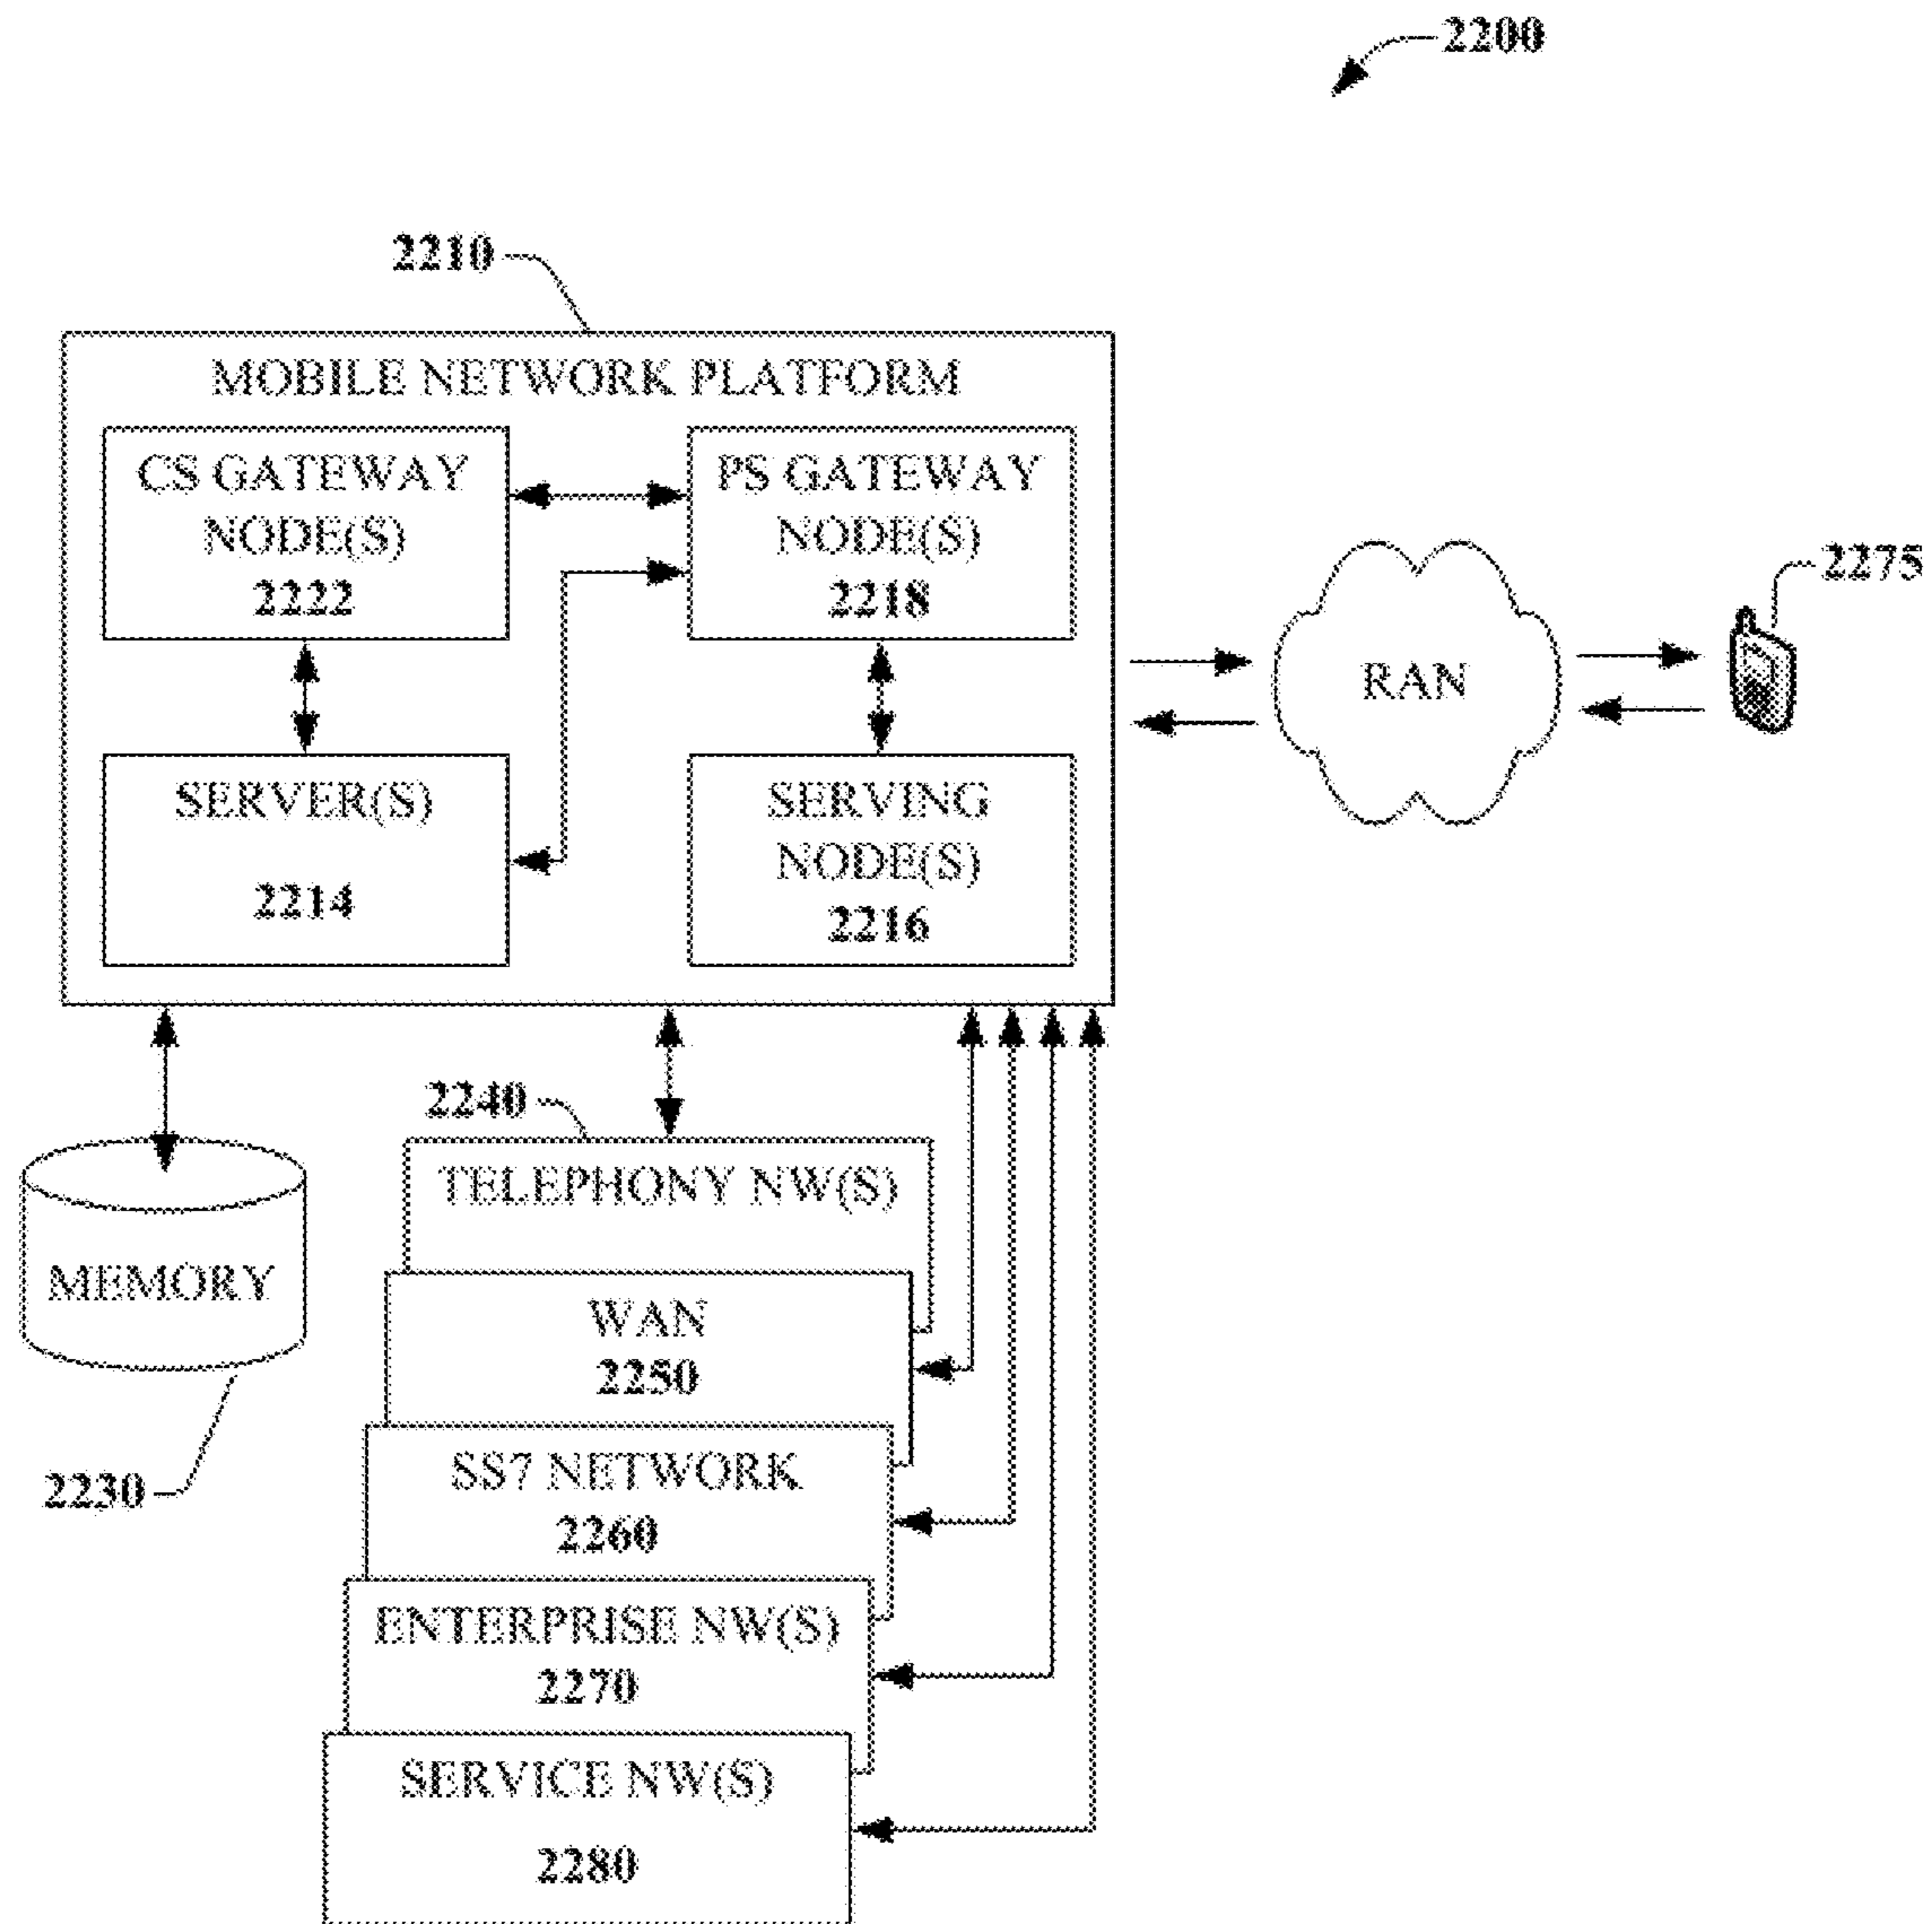 2200
2210
MOBILE NETWORK PLATFORM
CS GATEWAY
NODE(S)
2222
PS GATEWAY
NODE(S)
2218
SERVER(S)
2214
SERVING
NODE(S)
2216
RAN
2275
2240
TELEPHONY NW(S)
MEMORY
2230
WAN
2250
SS7 NETWORK
2260
ENTERPRISE NW(S)
2270
SERVICE NW(S)
2280